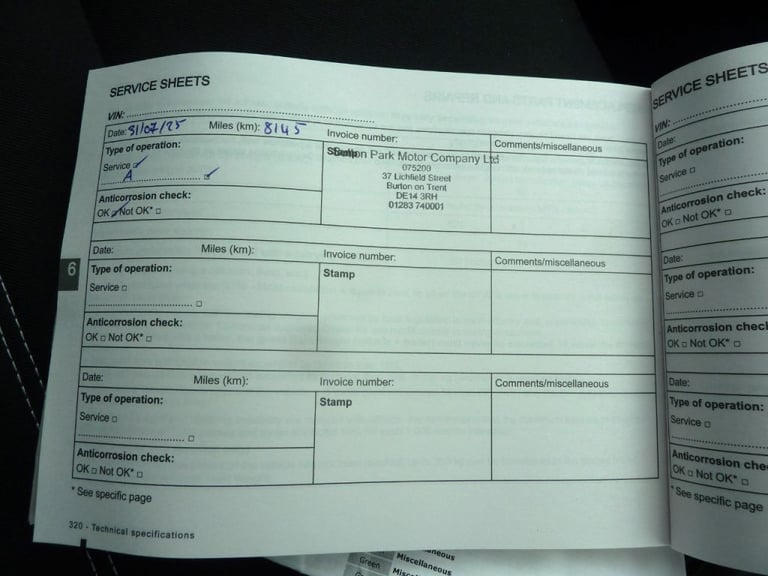 SERVICE SHEETS
VIN:
Date: 31/07/25 Miles (km): 8145 Invoice number: Comments/miscellaneous
Type of operation:
Service
A
Anticorrosion check:
OK Not OK* □
Stamp
Park Motor Company Ltd
075200
37 Lichfield Street
Burton on Trent
DE14 3RH
01283 740001
6
Date: Miles (km): Invoice number: Comments/miscellaneous
Type of operation:
Service □
Stamp
Anticorrosion check:
OK □ Not OK* □
Date: Miles (km): Invoice number: Comments/miscellaneous
Type of operation:
Service □
Stamp
Anticorrosion check:
OK □ Not OK* □
* See specific page
320 - Technical specifications
SERVICE SHEETS
VIN:
Date:
Type of operation:
Service □
Anticorrosion check
OK □ Not OK* □
Date:
Type of operation:
Service □
Anticorrosion check
OK □ Not OK* □
Date:
Type of operation:
Service □
Anticorrosion
OK □ Not OK* □
* See specific page
Green
Miscellaneous